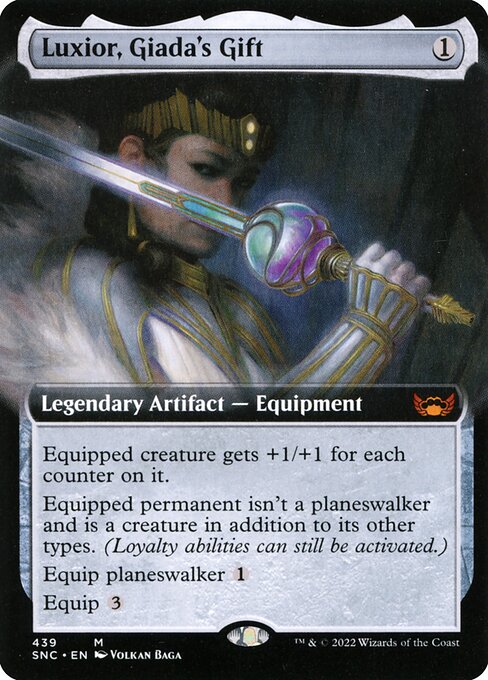 Luxior, Giada's Gift 1
Legendary Artifact — Equipment
Equipped creature gets +1/+1 for each
counter on it.
Equipped permanent isn't a planeswalker
and is a creature in addition to its other
types. (Loyalty abilities can still be activated.)
Equip planeswalker 1
Equip 3
439 M
SNC • EN Volkan Baga
™ & © 2022 Wizards of the Coast